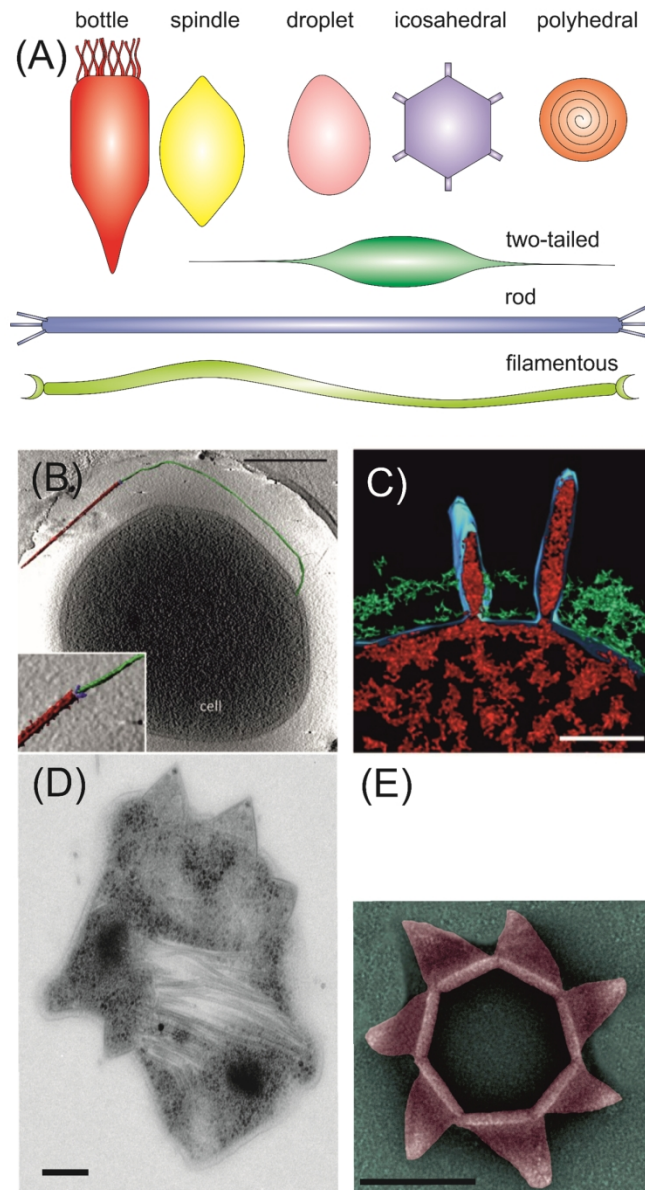 bottle spindle droplet icosahedral polyhedral
(A)
two-tailed
rod
filamentous
(B)
cell
C)
(D)
(E)